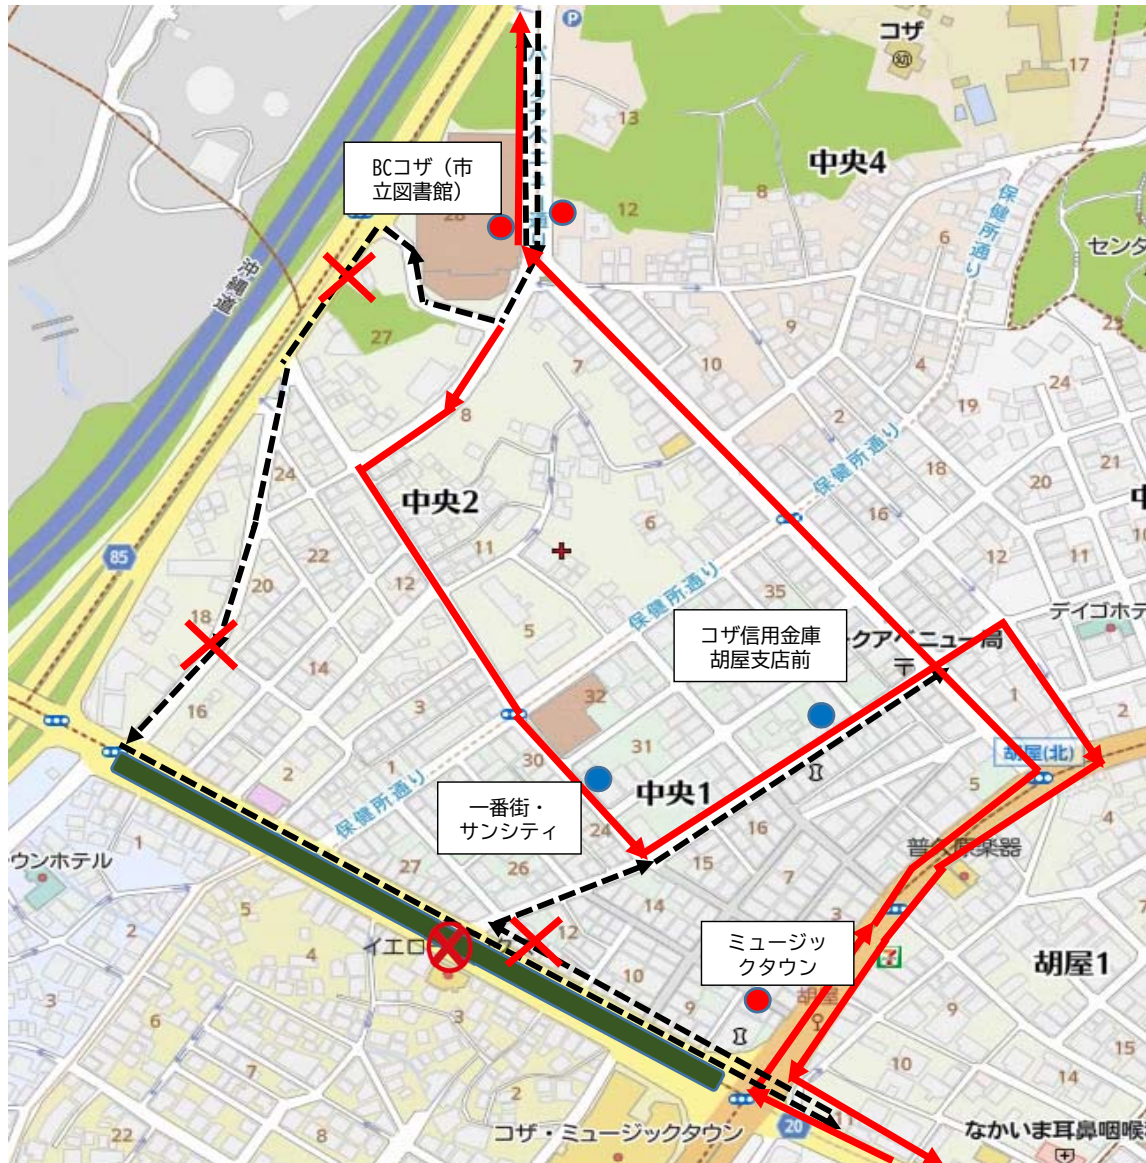 P
コザ
幼
17
13
BCコザ（市
立図書館）
中央4
28
12
8
保健所通り
6
センタ
沖縄道
27
9
23
7
10
4
24
8
2
19
24
保健所通り
18
21
中央2
20
16
6
22
11
12
11
10
85
12
20
35
18
保健所通り
5
デイゴホテ
コザ信用金庫
胡屋支店前
クアベニュー局
14
32
1
16
3
2
31
胡屋(北)
30
5
2
1
中央1
一番街・
サンシティ
保健所通り
24
16
4
1
15
普久原楽器
ウンホテル
27
26
7
2
14
5
3
ミュージッ
クタウン
12
4
イエロ
10
7
胡屋1
3
胡屋
9
9
6
3
15
10
14
2
7
11
20
22
8
コザ・ミュージックタウン
なかいま耳鼻咽喉